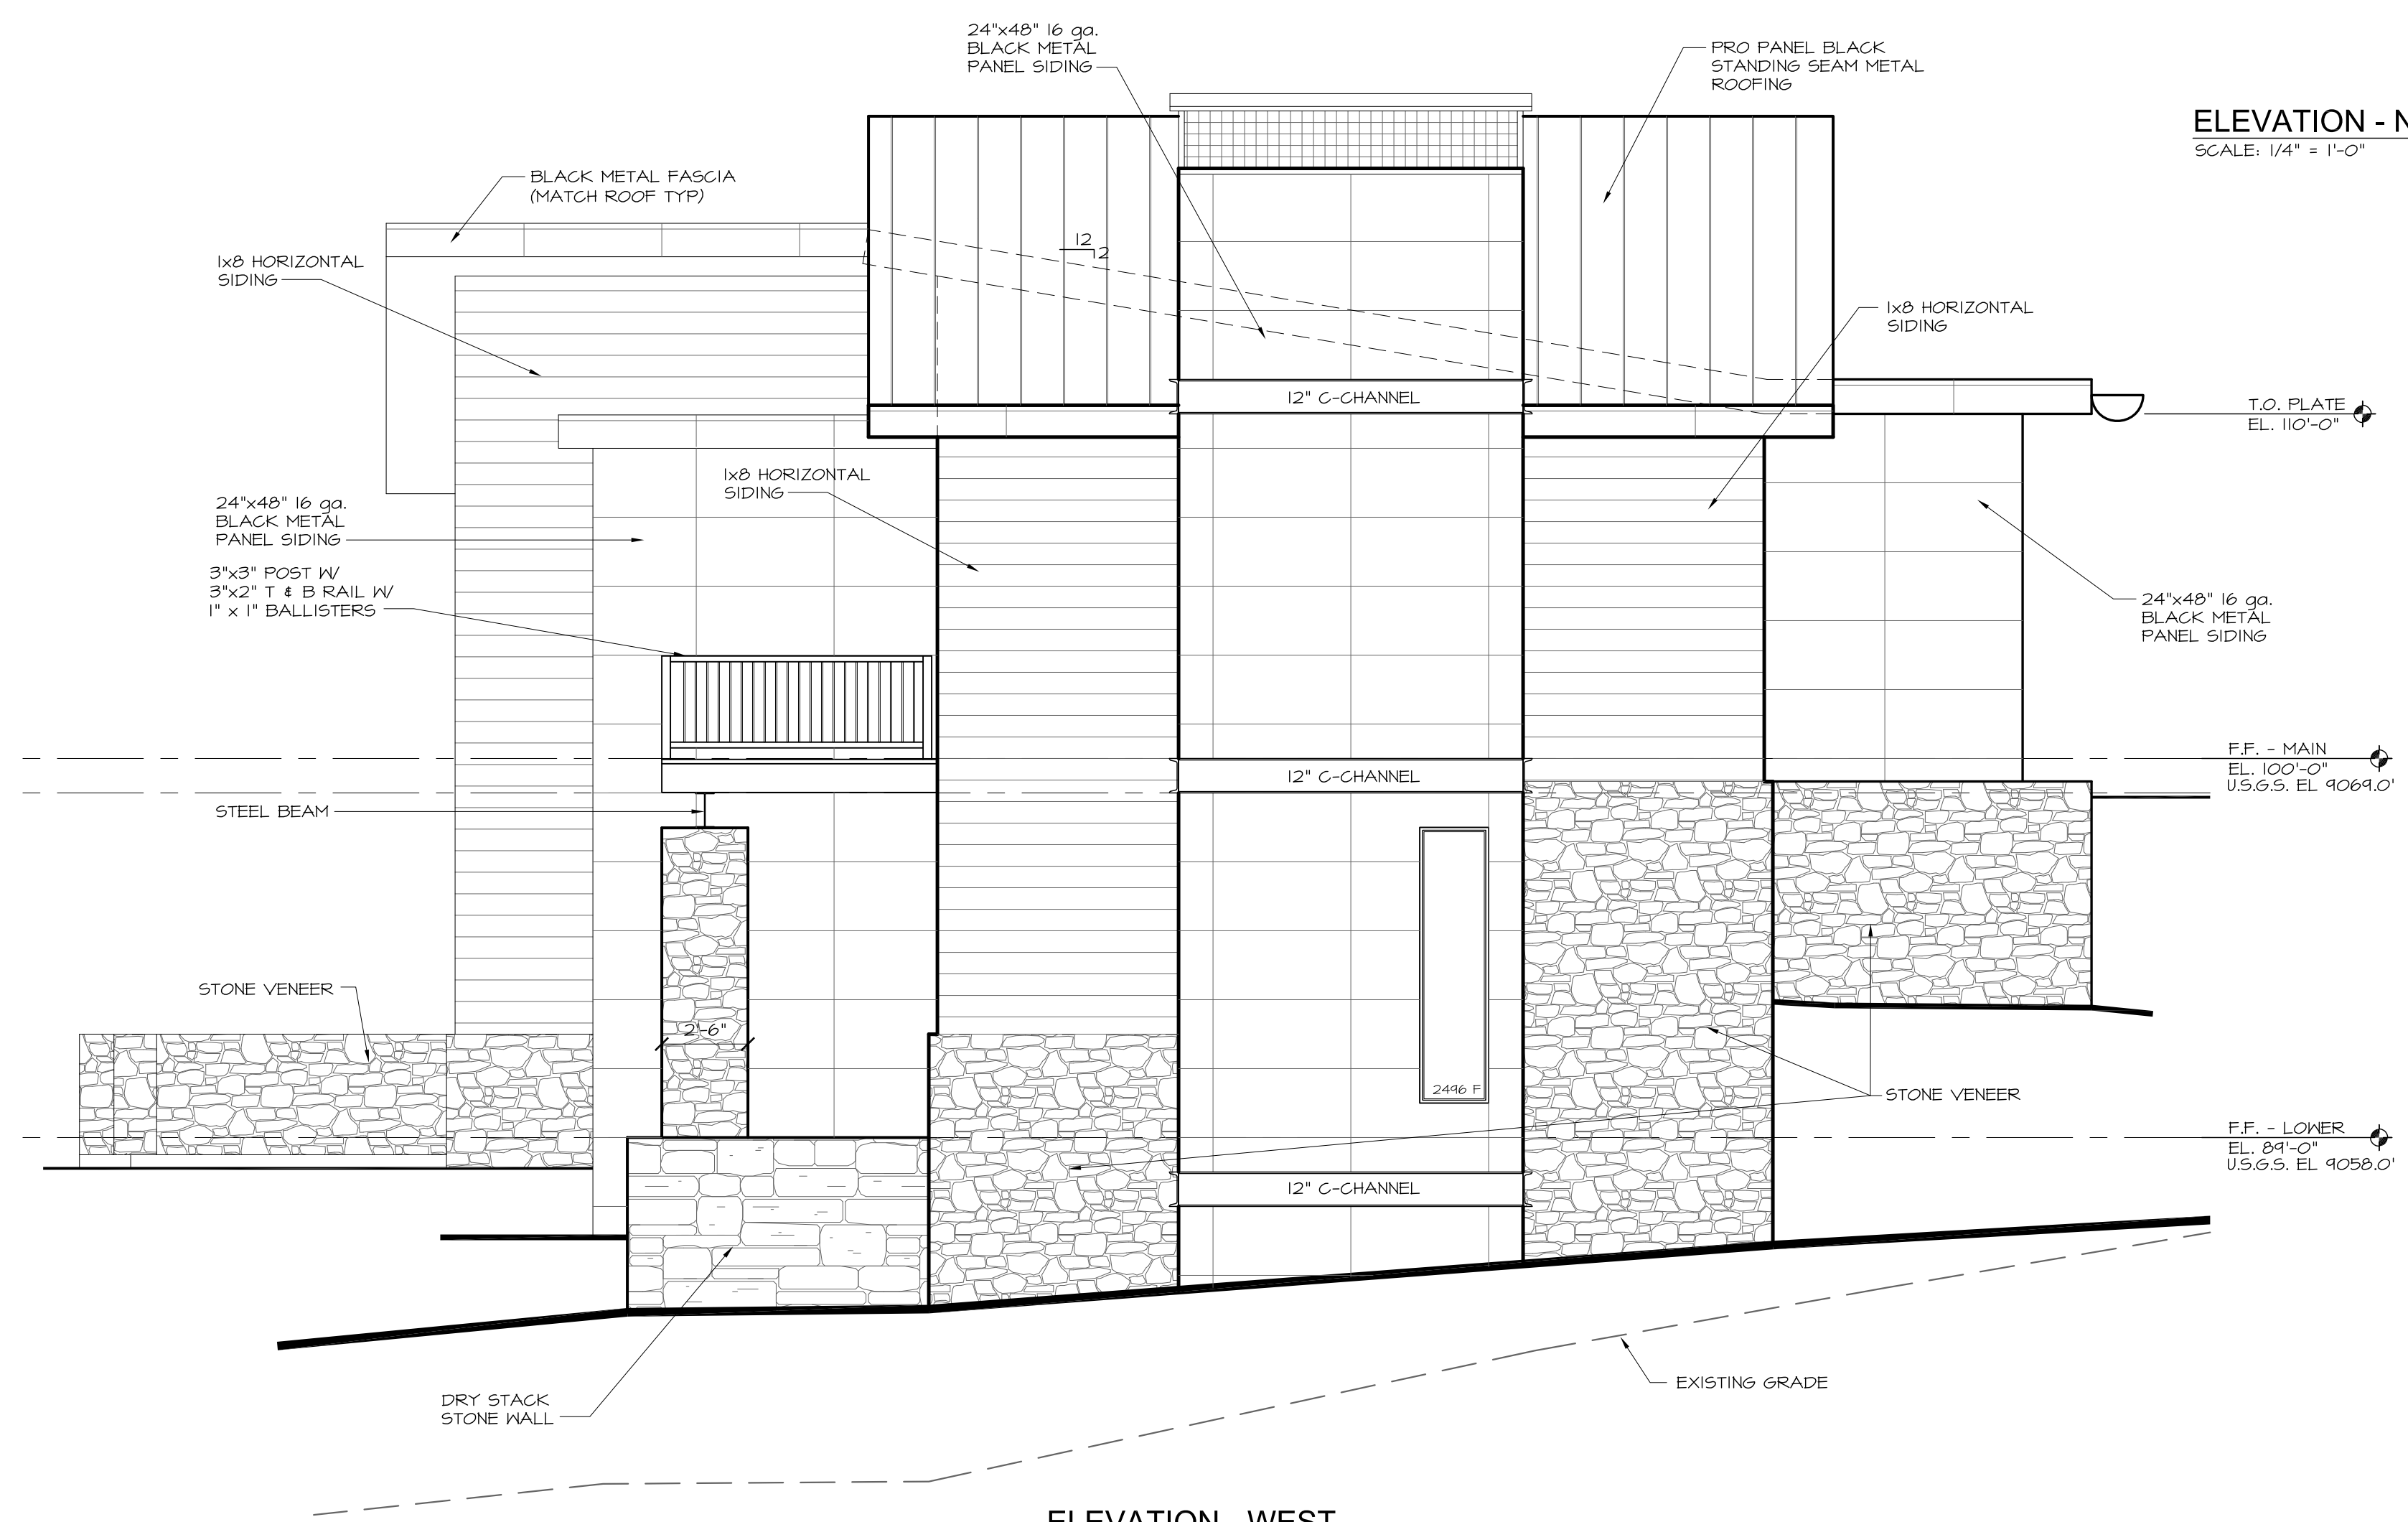 24"x48" 16 ga.
BLACK METAL
PANEL SIDING
PRO PANEL BLACK
STANDING SEAM METAL
ROOFING
ELEVATION - N
SCALE: 1/4" = 1'-0"
BLACK METAL FASCIA
(MATCH ROOF TYP)
12
2
1x8 HORIZONTAL
SIDING
1x8 HORIZONTAL
SIDING
12" C-CHANNEL
T.O. PLATE
EL. 110'-0"
1x8 HORIZONTAL
SIDING
24"x48" 16 ga.
BLACK METAL
PANEL SIDING
3"x3" POST W/
3"x2" T & B RAIL W/
1" x 1" BALLISTERS
24"x48" 16 ga.
BLACK METAL
PANEL SIDING
12" C-CHANNEL
F.F. - MAIN
EL. 100'-0"
U.S.G.S. EL 9069.0'
STEEL BEAM
STONE VENEER
2'-6"
2496 F
STONE VENEER
12" C-CHANNEL
F.F. - LOWER
EL. 89'-0"
U.S.G.S. EL 9058.0'
DRY STACK
STONE WALL
EXISTING GRADE
ELEVATION - WEST